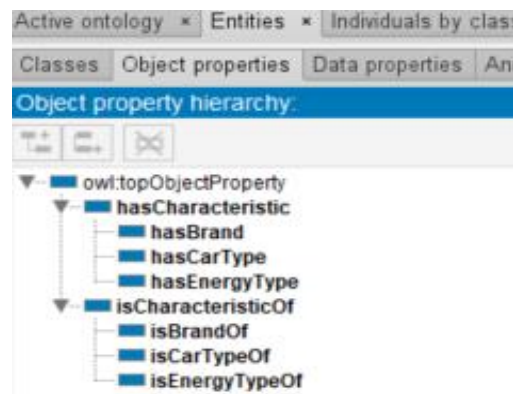 Active ontology × Entities × Individuals by clas
Classes Object properties Data properties An
Object property hierarchy:
owl:topObjectProperty
hasCharacteristic
hasBrand
hasCarType
hasEnergyType
isCharacteristicOf
isBrandOf
isCarTypeOf
isEnergyTypeOf